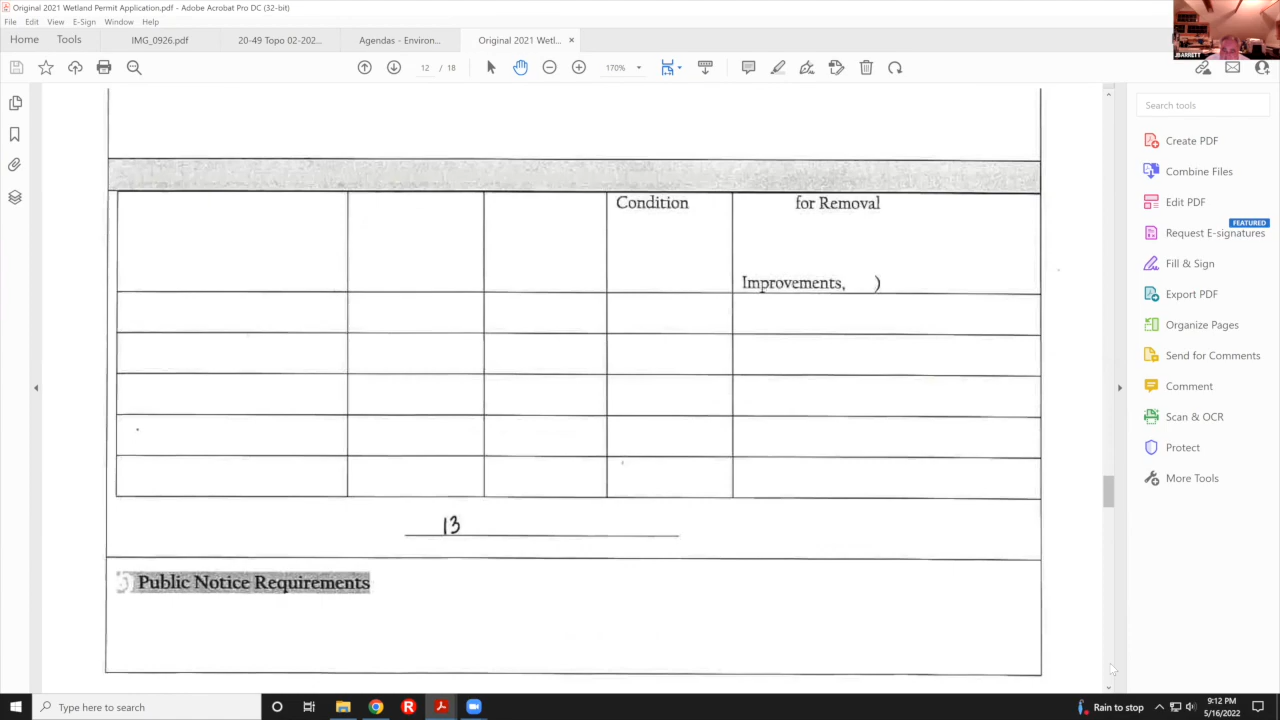 Original 2021 Wetland Permit Application.pdf - Adobe Acrobat Pro DC (32-bit)
File Edit View E-Sign Window Help
Home Tools IMG_0926.pdf 20-49 Topo 02-202... Agendas - Environ... Original 2021 Wetl... ×
12 / 18 170%
BARRETT
Search tools
Create PDF
Combine Files
Edit PDF
FEATURED
Request E-signatures
Fill & Sign
Export PDF
Organize Pages
Send for Comments
Comment
Scan & OCR
Protect
More Tools
Condition for Removal
Improvements, )
13
Public Notice Requirements
Type here to search
Rain to stop
9:12 PM
5/16/2022